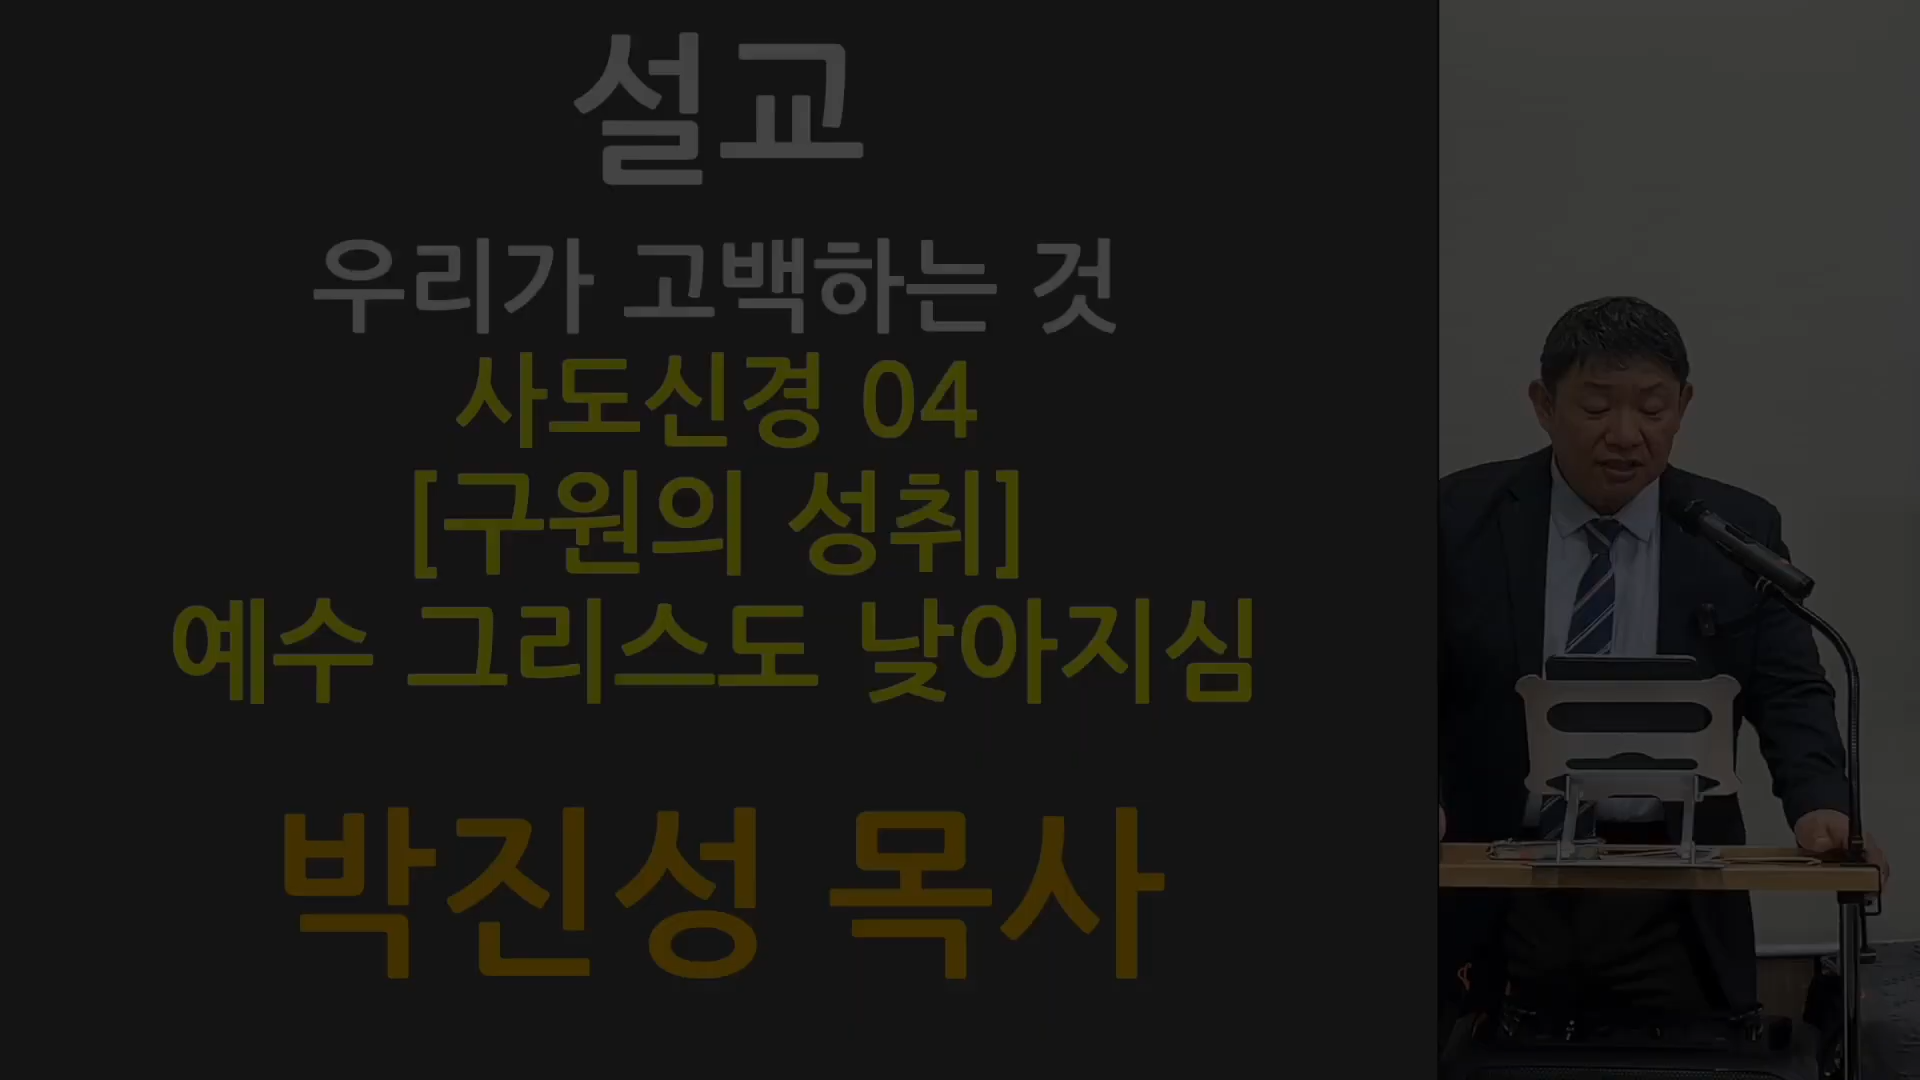 설교
우리가 고백하는 것
사도신경 04
[구원의 성취]
예수 그리스도 낮아지심
박진성 목사